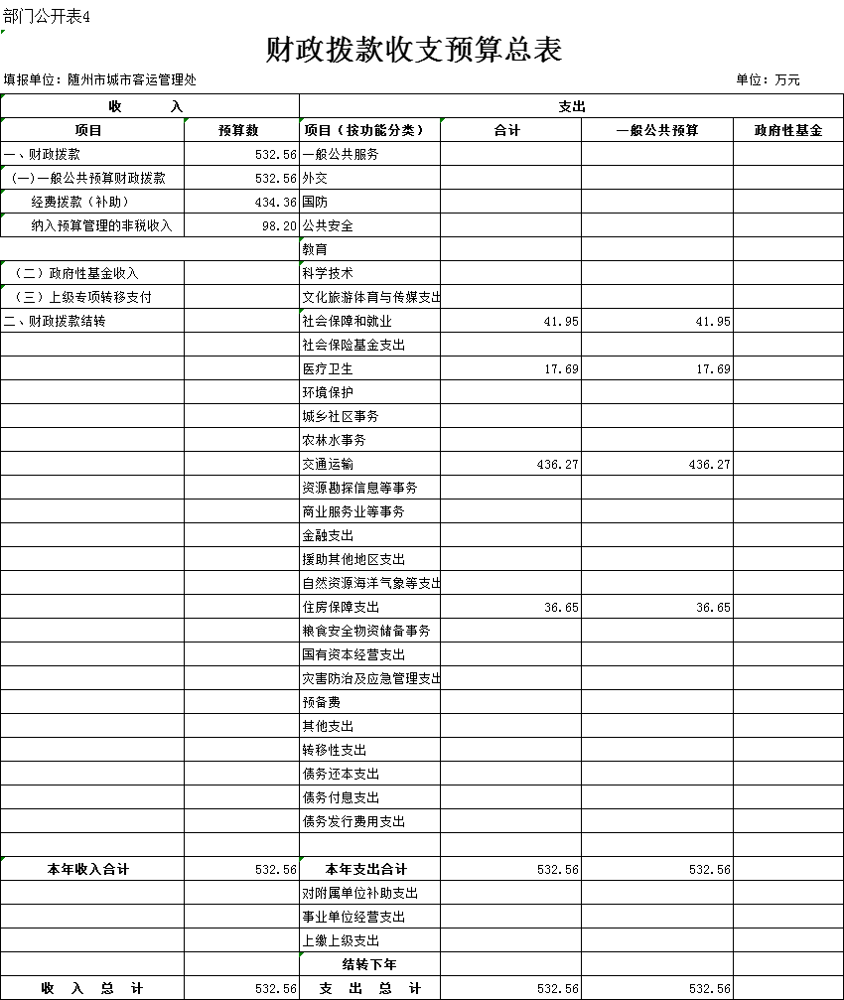 部门公开表4
财政拨款收支预算总表
填报单位：随州市城市客运管理处 单位：万元
收 入 支出
项目 预算数 项目（按功能分类） 合计 一般公共预算 政府性基金
一、财政拨款 532.56 一般公共服务
(一)一般公共预算财政拨款 532.56 外交
经费拨款（补助） 434.36 国防
纳入预算管理的非税收入 98.20 公共安全
教育
（二）政府性基金收入 科学技术
（三）上级专项转移支付 文化旅游体育与传媒支出
二、财政拨款结转 社会保障和就业 41.95 41.95
社会保险基金支出
医疗卫生 17.69 17.69
环境保护
城乡社区事务
农林水事务
交通运输 436.27 436.27
资源勘探信息等事务
商业服务业等事务
金融支出
援助其他地区支出
自然资源海洋气象等支出
住房保障支出 36.65 36.65
粮食安全物资储备事务
国有资本经营支出
灾害防治及应急管理支出
预备费
其他支出
转移性支出
债务还本支出
债务付息支出
债务发行费用支出
本年收入合计 532.56 本年支出合计 532.56 532.56
对附属单位补助支出
事业单位经营支出
上缴上级支出
结转下年
收 入 总 计 532.56 支 出 总 计 532.56 532.56